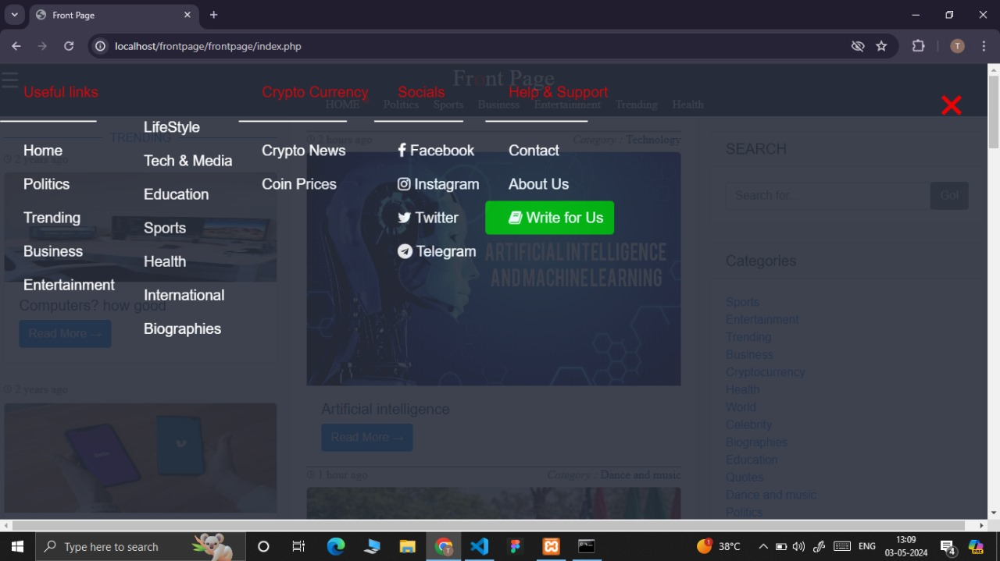 Front Page
localhost/frontpage/frontpage/index.php
T
Front Page
Useful links
Crypto Currency
Socials
Help & Support
HOME
Politics
Sports
Business
Entertainment
Trending
Health
LifeStyle
Tech & Media
Education
Sports
Health
International
Biographies
Home
Politics
Trending
Business
Entertainment
Crypto News
Coin Prices
Facebook
Instagram
Twitter
Telegram
Contact
About Us
Write for Us
TRENDING
2 years ago
Computers? how good
Read More →
2 years ago
2 hours ago
Category : Technology
ARTIFICIAL INTELLIGENCE
AND MACHINE LEARNING
Artificial intelligence
Read More →
1 hour ago
Category : Dance and music
SEARCH
Search for...
Go!
Categories
Sports
Entertainment
Trending
Business
Cryptocurrency
Health
World
Celebrity
Biographies
Education
Quotes
Dance and music
Politics
Type here to search
T
1
38°C
ENG
13:09
03-05-2024
4
PRE